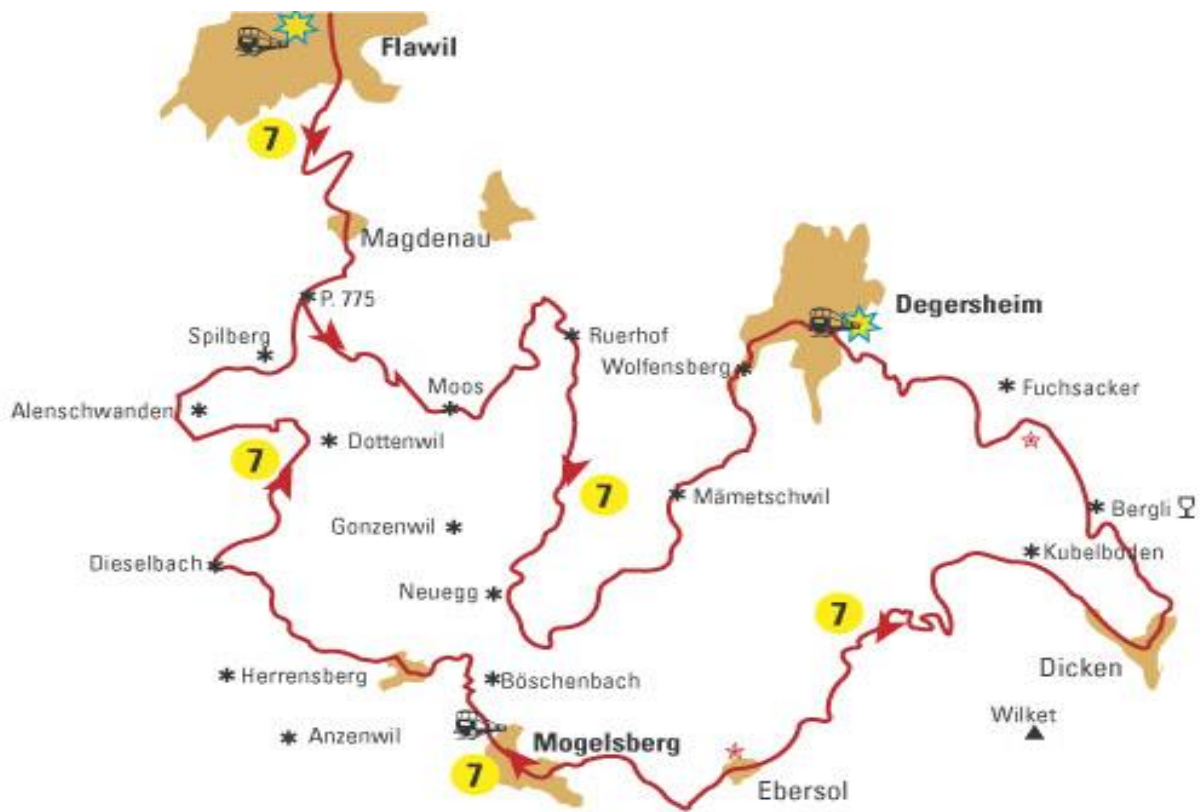 Flawil
7
Magdenau
P. 775
Spilberg
Ruerhof
Degersheim
Wolfensberg
Moos
Fuchsacker
Alenschwanden
Dottenwil
7
7
Mämetschwil
Bergli
Gonzenwil
Kubelboden
Dieselbach
Neuegg
7
Herrensberg
Böschenbach
Dicken
Wilket
Anzenwil
Mogelsberg
7
Ebersol